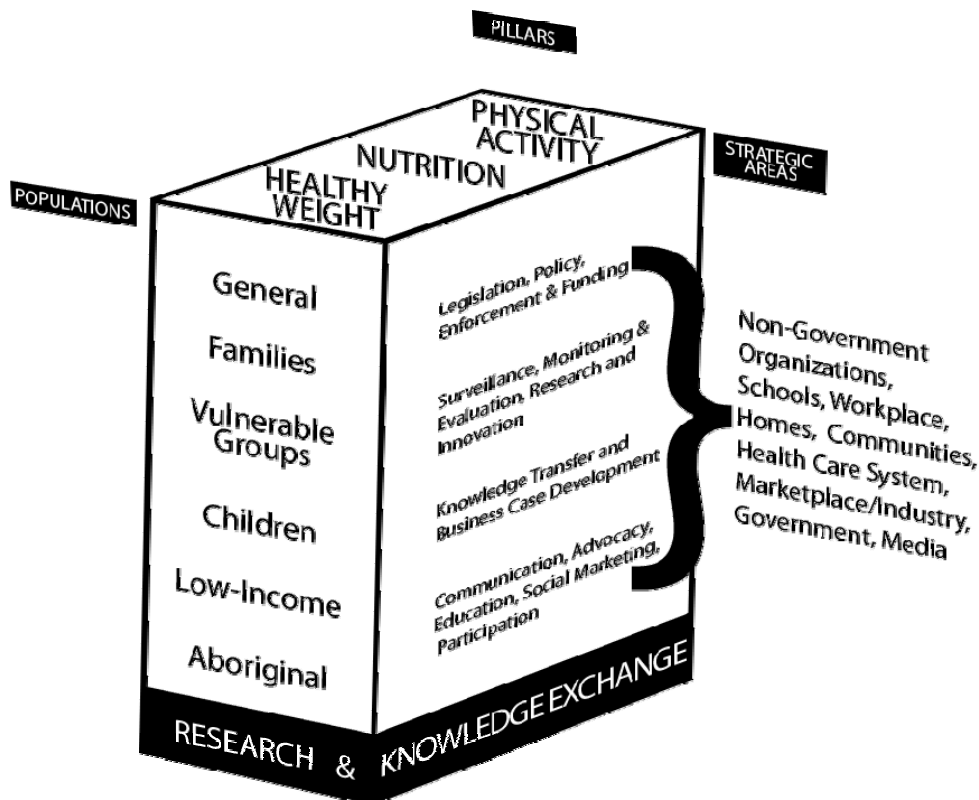 PILLARS
PHYSICAL
ACTIVITY
NUTRITION
HEALTHY
WEIGHT
STRATEGIC
AREAS
POPULATIONS
General
Families
Vulnerable
Groups
Children
Low-Income
Aboriginal
Legislation, Policy,
Enforcement & Funding
Surveillance, Monitoring &
Evaluation, Research and
Innovation
Knowledge Transfer and
Business Case Development
Communication, Advocacy,
Education, Social Marketing,
Participation
Non-Government
Organizations,
Schools, Workplace,
Homes, Communities,
Health Care System,
Marketplace/Industry,
Government, Media
RESEARCH & KNOWLEDGE EXCHANGE